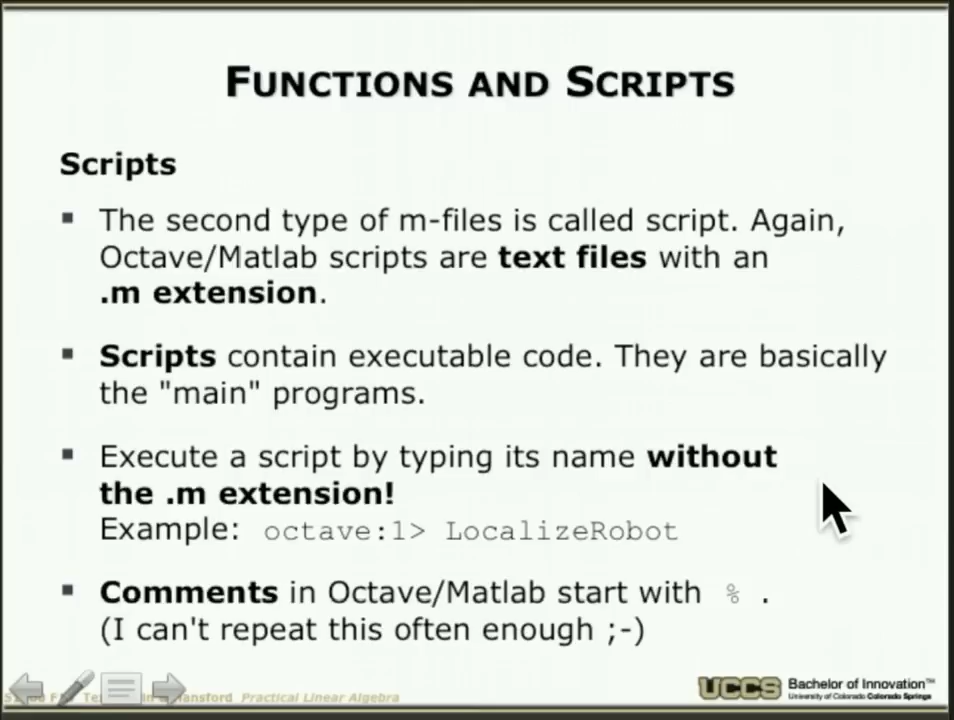 FUNCTIONS AND SCRIPTS
Scripts
▪ The second type of m-files is called script. Again,
Octave/Matlab scripts are text files with an
.m extension.
▪ Scripts contain executable code. They are basically
the "main" programs.
▪ Execute a script by typing its name without
the .m extension!
Example: octave:1> LocalizeRobot
▪ Comments in Octave/Matlab start with % .
(I can't repeat this often enough ;-)
Practical Linear Algebra
UCCS Bachelor of Innovation™
University of Colorado Colorado Springs